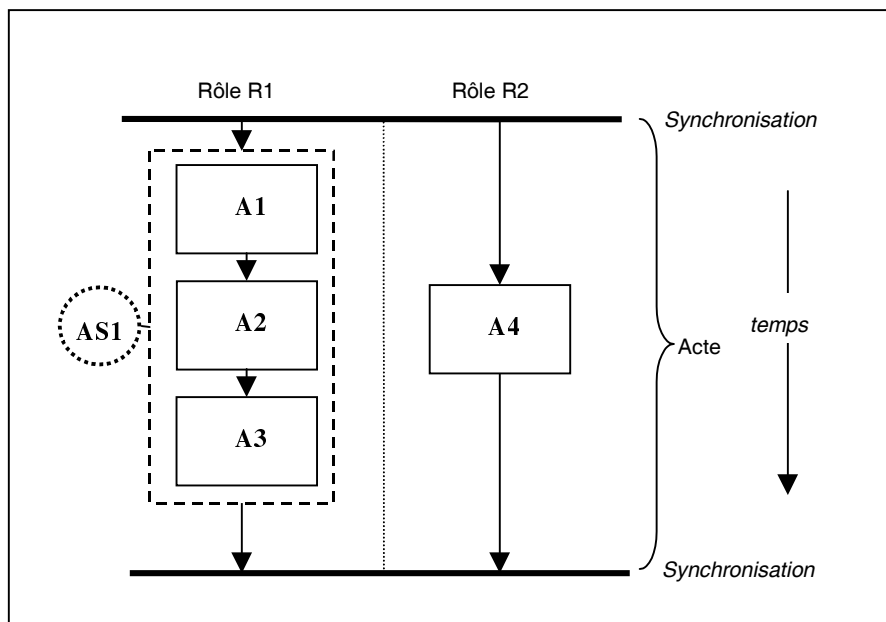 Rôle R1
Rôle R2
Synchronisation
A1
A2
AS1
A4
temps
Acte
A3
Synchronisation